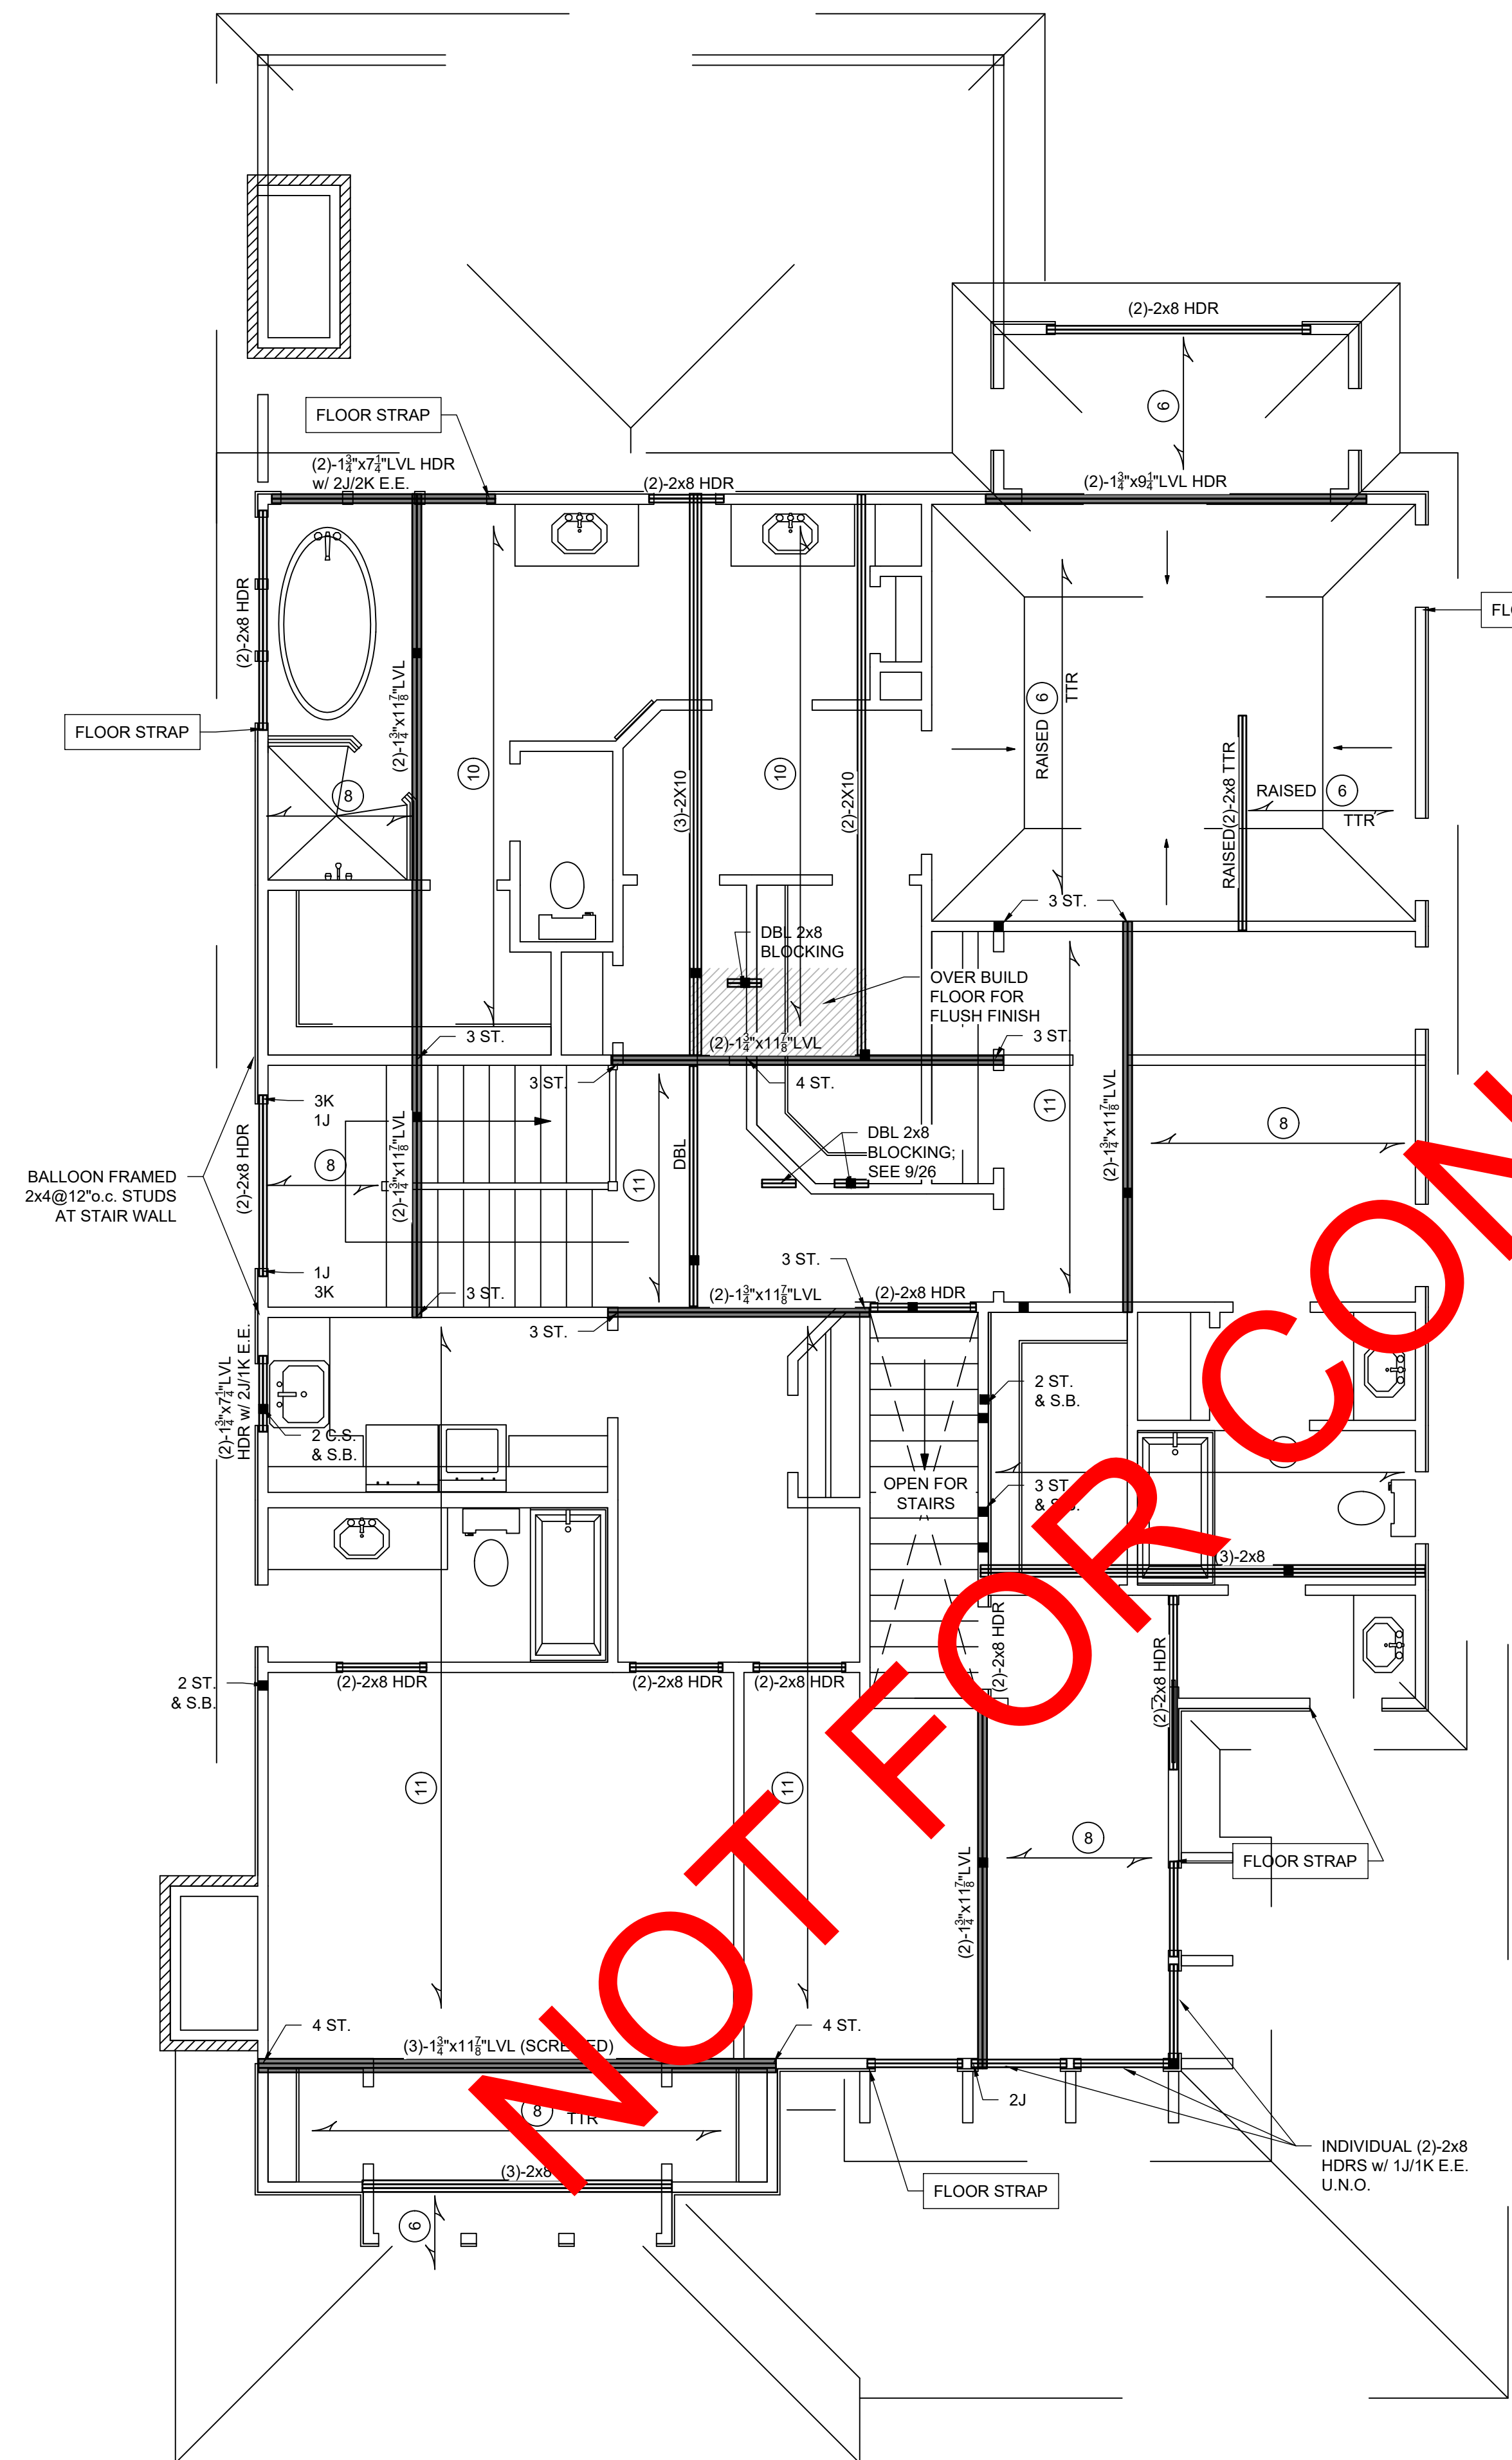 (2)-2x8 HDR
6
FLOOR STRAP
(2)-1¾"x7¼"LVL HDR
w/ 2J/2K E.E.
(2)-2x8 HDR
(2)-1¾"x9¼"LVL HDR
(2)-2x8 HDR
(2)-1¾"x11⅞"LVL
FLOOR STRAP
8
10
(3)-2X10
10
(2)-2X10
RAISED 6
TTR
RAISED(2)-2x8 TTR
RAISED 6
TTR
3 ST.
DBL 2x8
BLOCKING
OVER BUILD
FLOOR FOR
FLUSH FINISH
3 ST.
(2)-1¾"x11⅞"LVL
3 ST.
3 ST.
4 ST.
3K
1J
(2)-2x8 HDR
8
(2)-1¾"x11⅞"LVL
11
DBL
DBL 2x8
BLOCKING;
SEE 9/26
11
(2)-1¾"x11⅞"LVL
8
BALLOON FRAMED
2x4@12"o.c. STUDS
AT STAIR WALL
1J
3K
3 ST.
3 ST.
(2)-1¾"x11⅞"LVL
3 ST.
(2)-2x8 HDR
(2)-1¾"x7¼"LVL
HDR w/ 2J/1K E.E.
2 C.S.
& S.B.
2 ST.
& S.B.
OPEN FOR
STAIRS
3 ST.
& S.B.
(3)-2x8
(2)-2x8 HDR
(2)-2x8 HDR
2 ST.
& S.B.
(2)-2x8 HDR
(2)-2x8 HDR
(2)-2x8 HDR
11
11
8
FLOOR STRAP
(2)-1¾"x11⅞"LVL
4 ST.
4 ST.
2J
8
TTR
(3)-2x8
6
FLOOR STRAP
INDIVIDUAL (2)-2x8
HDRS w/ 1J/1K E.E.
U.N.O.
NOT FOR CON